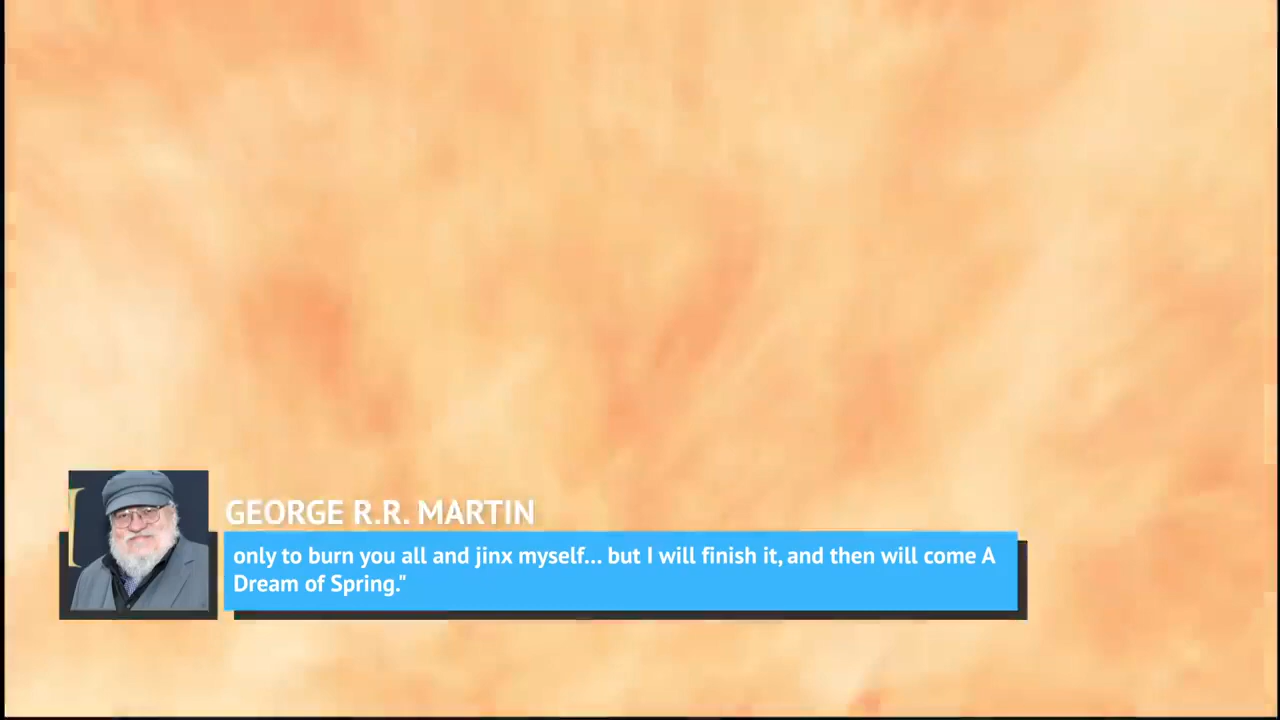 GEORGE R.R. MARTIN
only to burn you all and jinx myself... but I will finish it, and then will come A
Dream of Spring."